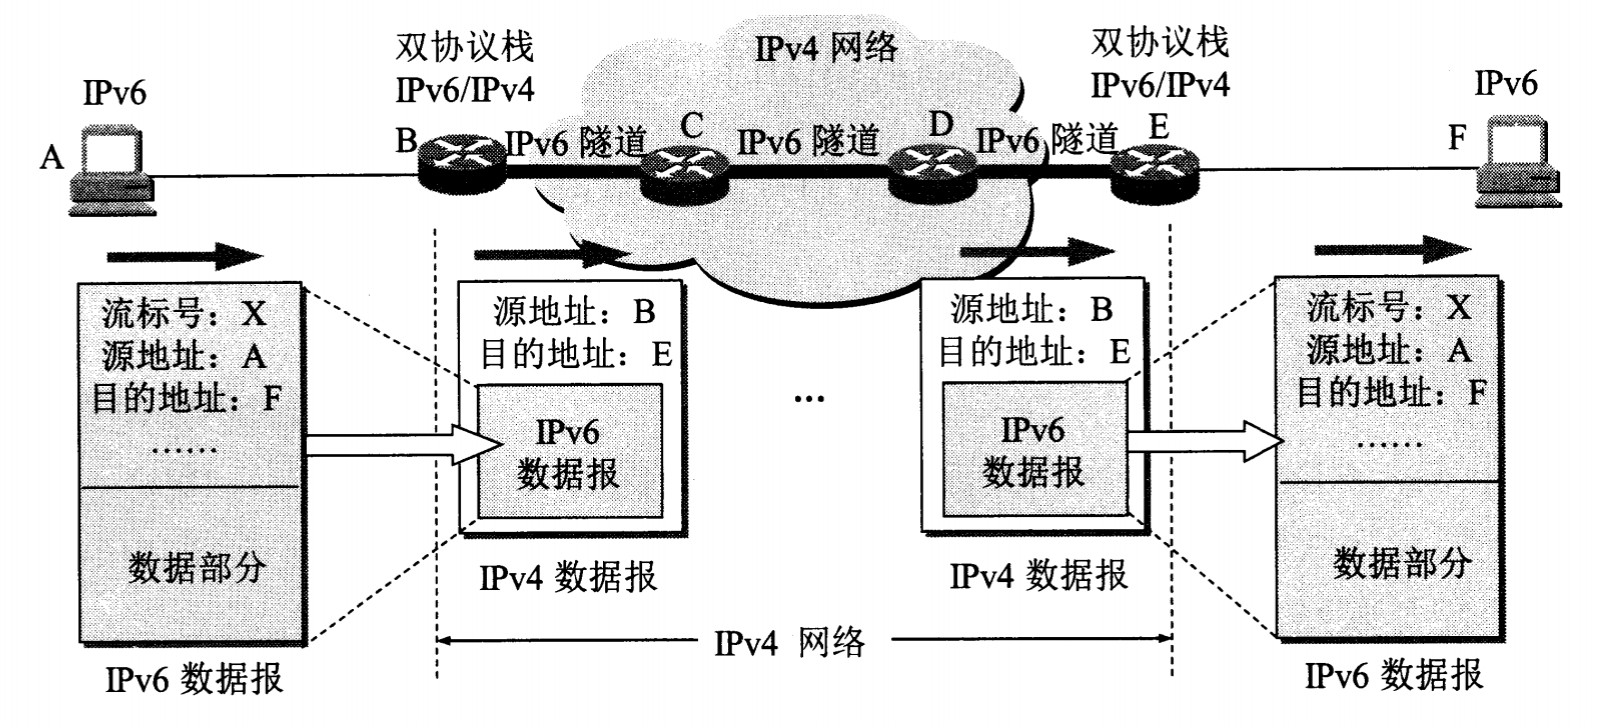 双协议栈
IPv6/IPv4
IPv4 网络
双协议栈
IPv6/IPv4
IPv6
IPv6
A
B
IPv6 隧道
C
IPv6 隧道
D
IPv6 隧道
E
F
流标号：X
源地址：A
目的地址：F
……
数据部分
IPv6 数据报
源地址：B
目的地址：E
IPv6
数据报
IPv4 数据报
...
源地址：B
目的地址：E
IPv6
数据报
IPv4 数据报
流标号：X
源地址：A
目的地址：F
……
数据部分
IPv6 数据报
IPv4 网络